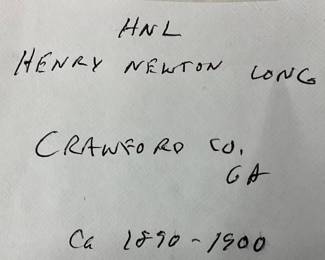 HNL
HENRY NEWTON LONG
CRAWFORD CO.
GA
Ca 1890-1900